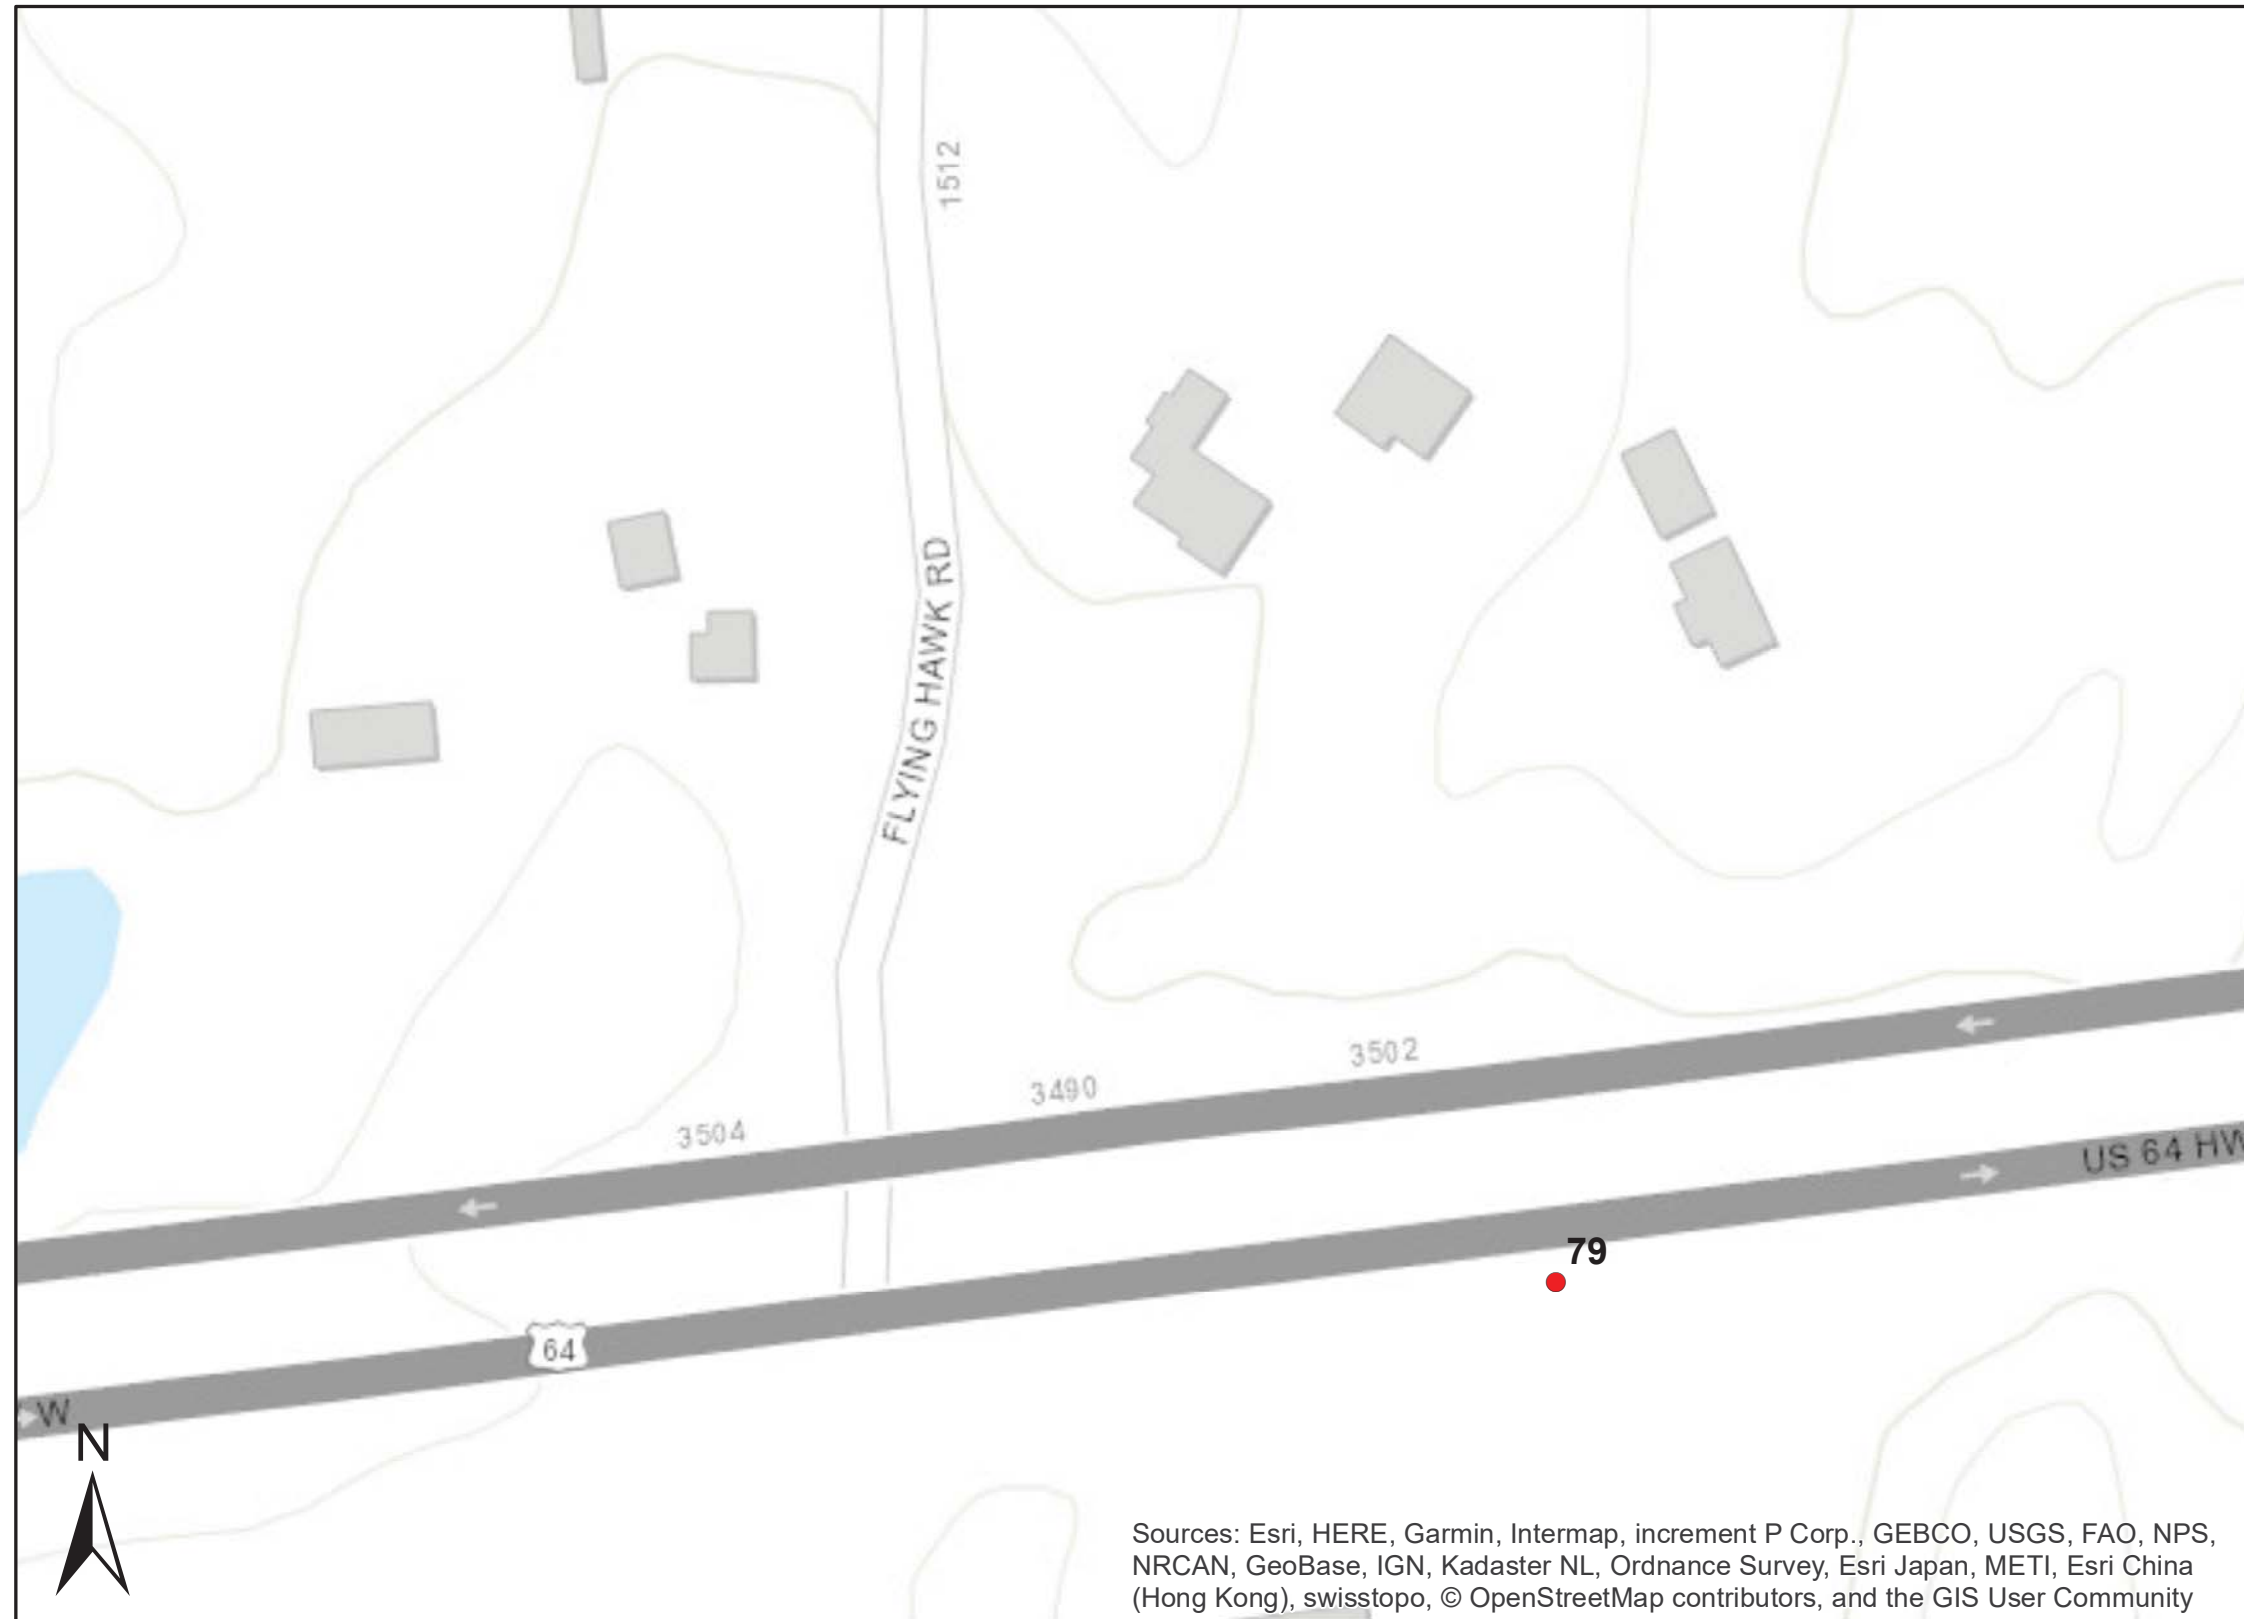 1512
FLYING HAWK RD
3502
3490
3504
US 64 HW
79
64
W
N
Sources: Esri, HERE, Garmin, Intermap, increment P Corp., GEBCO, USGS, FAO, NPS,
NRCAN, GeoBase, IGN, Kadaster NL, Ordnance Survey, Esri Japan, METI, Esri China
(Hong Kong), swisstopo, © OpenStreetMap contributors, and the GIS User Community